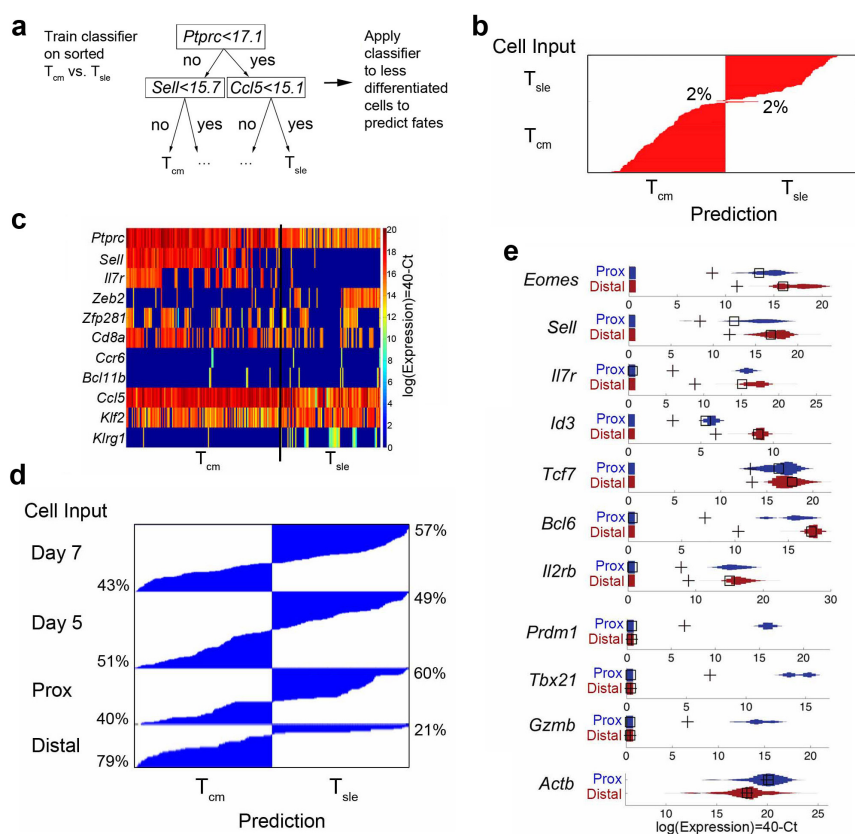 a
Train classifier
on sorted
Tcm vs. Tsle
Ptprc<17.1
no yes
Sell<15.7 Ccl5<15.1
no yes no yes
Tcm ... ... Tsle
Apply
classifier
to less
differentiated
cells to
predict fates
b
Cell Input
Tsle
Tcm
2%
2%
Tcm Tsle
Prediction
c
Ptprc
Sell
Il7r
Zeb2
Zfp281
Cd8a
Ccr6
Bcl11b
Ccl5
Klf2
Klrg1
Tcm Tsle
20
18
16
14
12
10
8
6
4
2
0
log(Expression)=40-Ct
d
Cell Input
Day 7
43% 57%
Day 5
51% 49%
Prox
40% 60%
Distal
79% 21%
Tcm Tsle
Prediction
e
Eomes
Prox
Distal
0 5 10 15 20
Sell
Prox
Distal
0 5 10 15 20
Il7r
Prox
Distal
0 5 10 15 20 25
Id3
Prox
Distal
0 5 10
Tcf7
Prox
Distal
0 5 10 15 20
Bcl6
Prox
Distal
0 5 10 15
Il2rb
Prox
Distal
0 10 20 30
Prdm1
Prox
Distal
0 5 10 15 20
Tbx21
Prox
Distal
0 5 10 15 20
Gzmb
Prox
Distal
0 5 10 15 20
Actb
Prox
Distal
10 15 20 25
log(Expression)=40-Ct